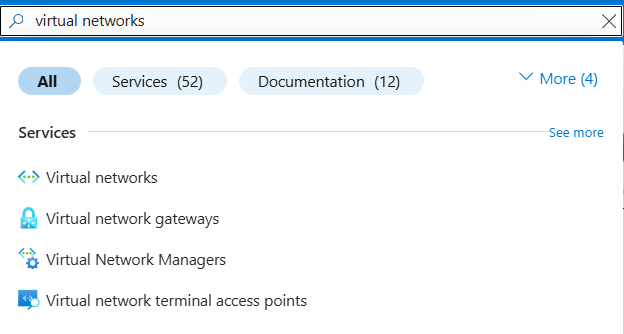 virtual networks
All Services (52) Documentation (12) More (4)
Services See more
Virtual networks
Virtual network gateways
Virtual Network Managers
Virtual network terminal access points